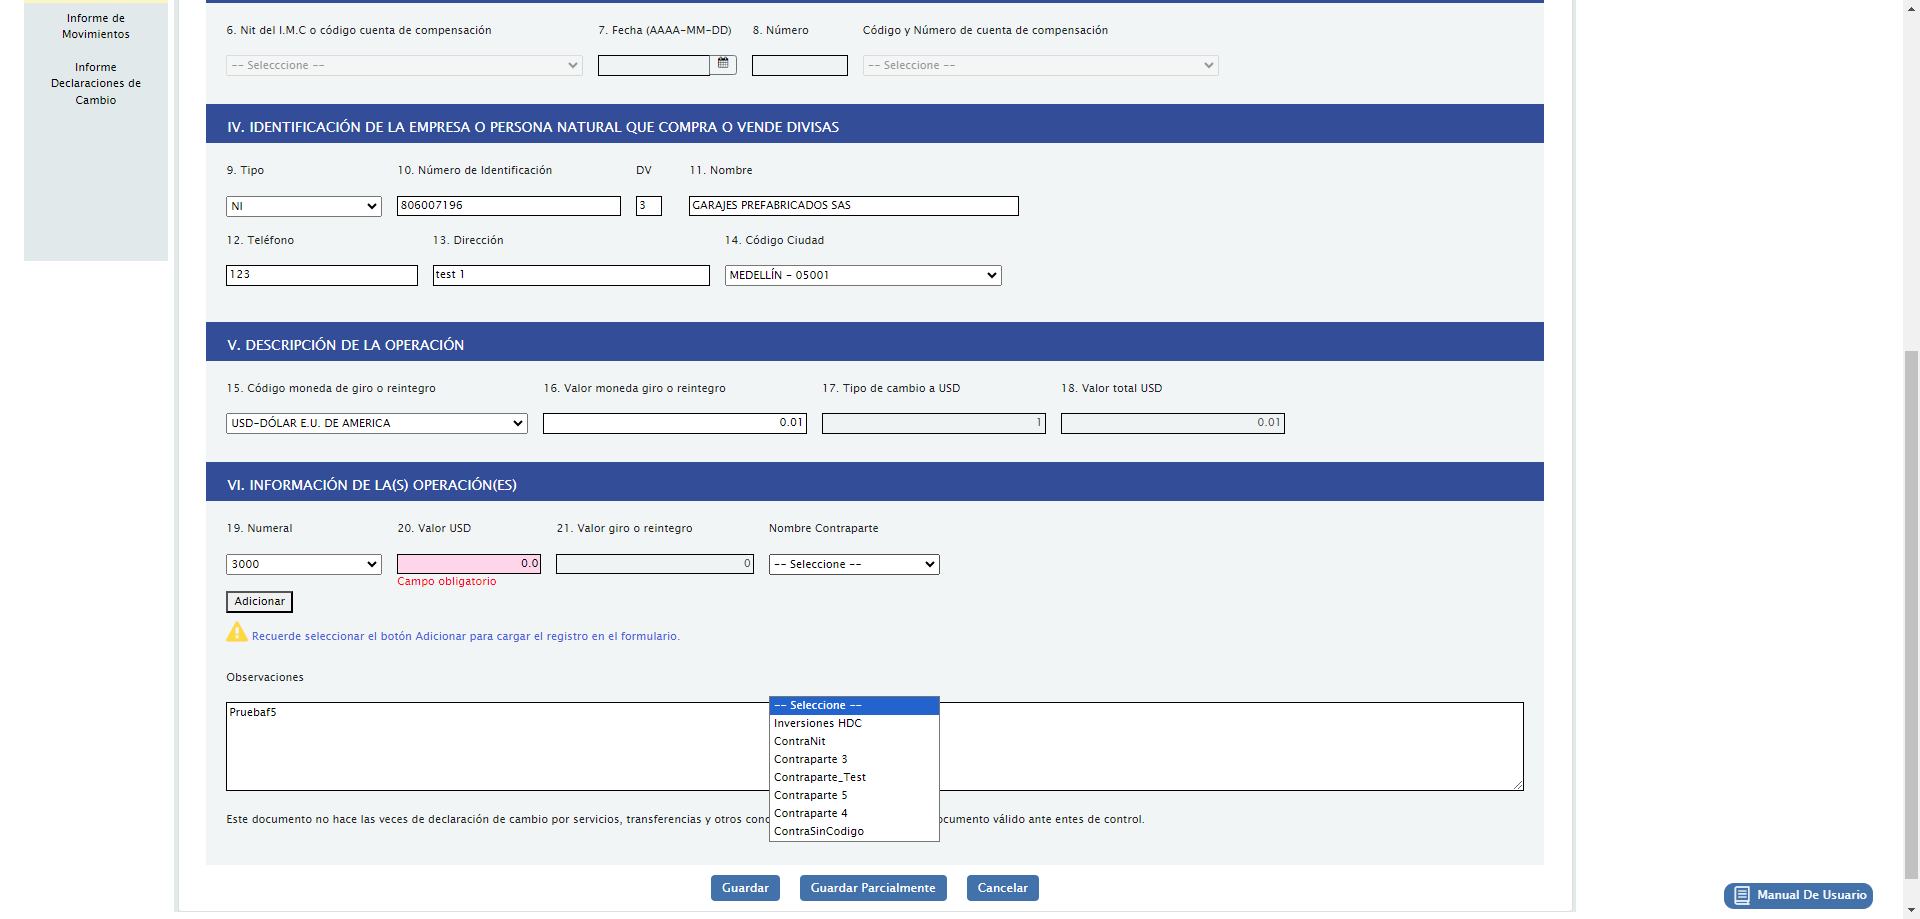 Informe de
Movimientos
Informe
Declaraciones de
Cambio
6. Nit del I.M.C o código cuenta de compensación
7. Fecha (AAAA-MM-DD)
8. Número
Código y Número de cuenta de compensación
-- Selecccione --
-- Seleccione --
IV. IDENTIFICACIÓN DE LA EMPRESA O PERSONA NATURAL QUE COMPRA O VENDE DIVISAS
9. Tipo
10. Número de Identificación
DV
11. Nombre
NI
806007196
3
GARAJES PREFABRICADOS SAS
12. Teléfono
13. Dirección
14. Código Ciudad
123
test 1
MEDELLÍN - 05001
V. DESCRIPCIÓN DE LA OPERACIÓN
15. Código moneda de giro o reintegro
16. Valor moneda giro o reintegro
17. Tipo de cambio a USD
18. Valor total USD
USD-DÓLAR E.U. DE AMERICA
0.01
1
0.01
VI. INFORMACIÓN DE LA(S) OPERACIÓN(ES)
19. Numeral
20. Valor USD
21. Valor giro o reintegro
Nombre Contraparte
3000
0.0
0
-- Seleccione --
Campo obligatorio
Adicionar
Recuerde seleccionar el botón Adicionar para cargar el registro en el formulario.
Observaciones
Pruebaf5
-- Seleccione --
Inversiones HDC
ContraNit
Contraparte 3
Contraparte_Test
Contraparte 5
Contraparte 4
ContraSinCodigo
Este documento no hace las veces de declaración de cambio por servicios, transferencias y otros conc
ocumento válido ante entes de control.
Guardar
Guardar Parcialmente
Cancelar
Manual De Usuario